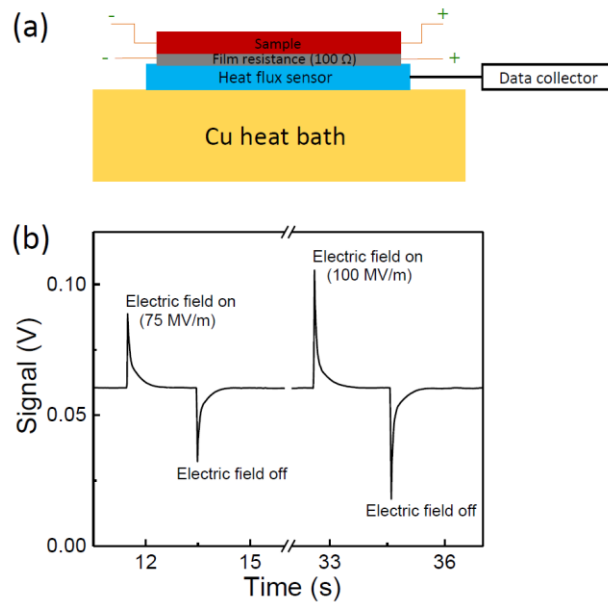 (a)
-
+
Sample
-
Film resistance (100 Ω)
+
Heat flux sensor
Data collector
Cu heat bath
(b)
Electric field on
(100 MV/m)
0.10
Electric field on
(75 MV/m)
Signal (V)
0.05
Electric field off
Electric field off
0.00
12
15
33
36
Time (s)